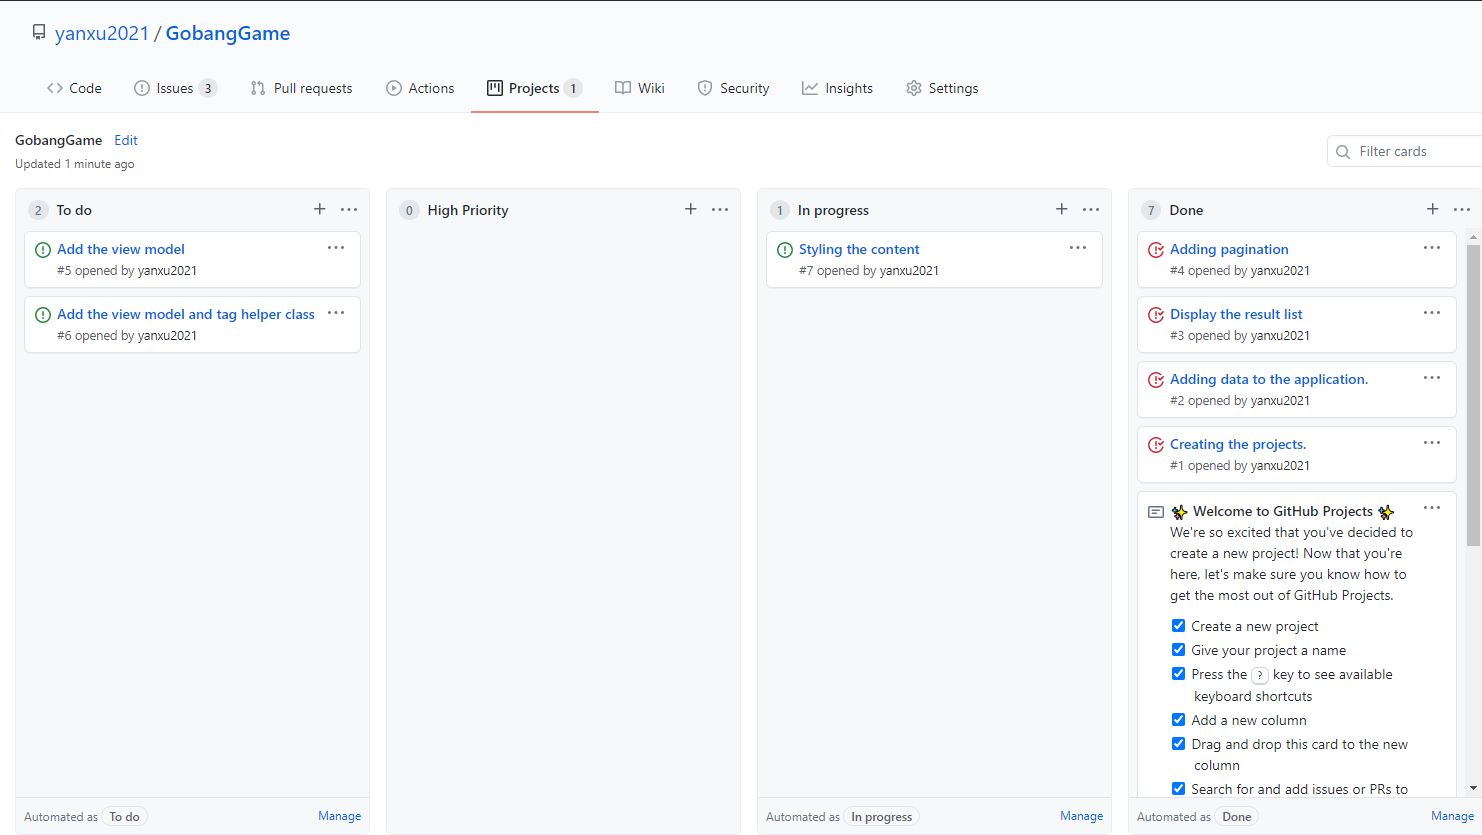 yanxu2021 / GobangGame
Code Issues 3 Pull requests Actions Projects 1 Wiki Security Insights Settings
GobangGame Edit
Updated 1 minute ago
Filter cards
2 To do
Add the view model
#5 opened by yanxu2021
Add the view model and tag helper class
#6 opened by yanxu2021
Automated as To do Manage
0 High Priority
1 In progress
Styling the content
#7 opened by yanxu2021
Automated as In progress Manage
7 Done
Adding pagination
#4 opened by yanxu2021
Display the result list
#3 opened by yanxu2021
Adding data to the application.
#2 opened by yanxu2021
Creating the projects.
#1 opened by yanxu2021
✨ Welcome to GitHub Projects ✨
We're so excited that you've decided to
create a new project! Now that you're
here, let's make sure you know how to
get the most out of GitHub Projects.
Create a new project
Give your project a name
Press the ? key to see available
keyboard shortcuts
Add a new column
Drag and drop this card to the new
column
Search for and add issues or PRs to
Automated as Done Manage